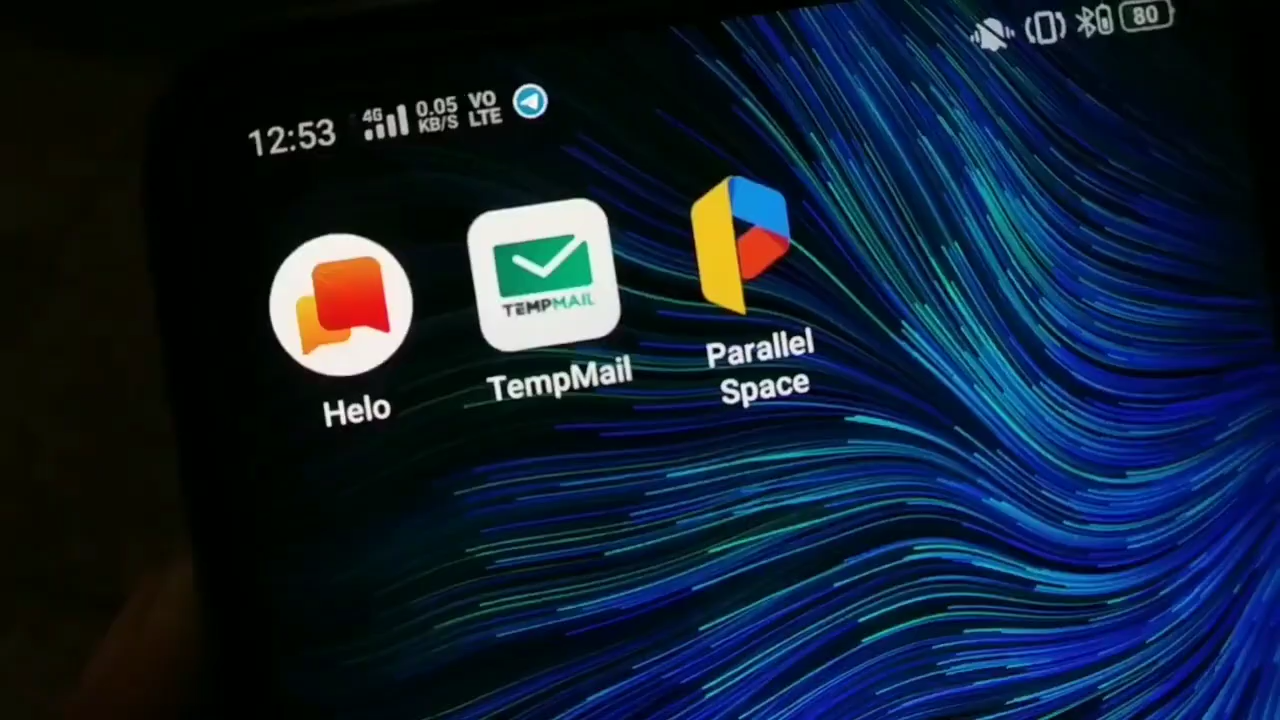 12:53 4G 0.05 KB/S VO LTE 80
TEMPMAIL
Helo
TempMail
Parallel
Space